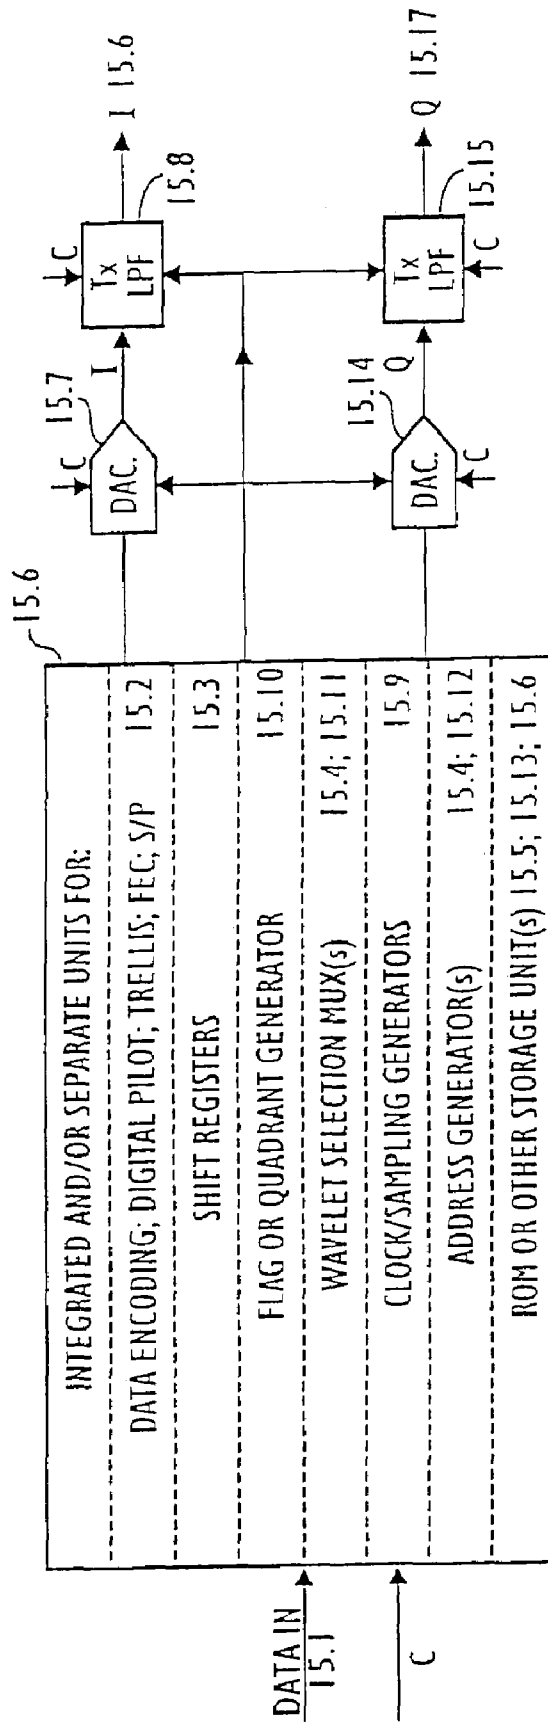 DATA IN
15.1
C
15.6
INTEGRATED AND/OR SEPARATE UNITS FOR:
DATA ENCODING; DIGITAL PILOT; TRELLIS; FEC; S/P 15.2
SHIFT REGISTERS 15.3
FLAG OR QUADRANT GENERATOR 15.10
WAVELET SELECTION MUX(s) 15.4; 15.11
CLOCK/SAMPLING GENERATORS 15.9
ADDRESS GENERATOR(s) 15.4; 15.12
ROM OR OTHER STORAGE UNIT(s) 15.5; 15.13; 15.6
C
15.7
DAC.
I
C
Tx
LPF
15.8
I 15.6
15.14
DAC.
C
Q
Tx
LPF
15.15
C
Q 15.17